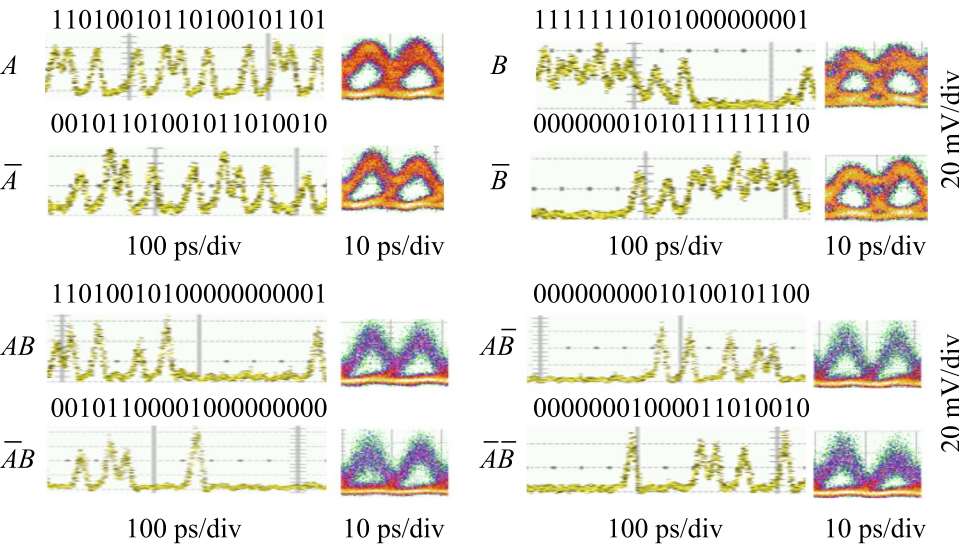 11010010110100101101
A
11111110101000000001
B
00101101001011010010
A̅
00000001010111111110
B̅
20 mV/div
100 ps/div
10 ps/div
100 ps/div
10 ps/div
11010010100000000001
AB
00000000010100101100
AB̅
00101100001000000000
A̅B
00000001000011010010
A̅B̅
20 mV/div
100 ps/div
10 ps/div
100 ps/div
10 ps/div